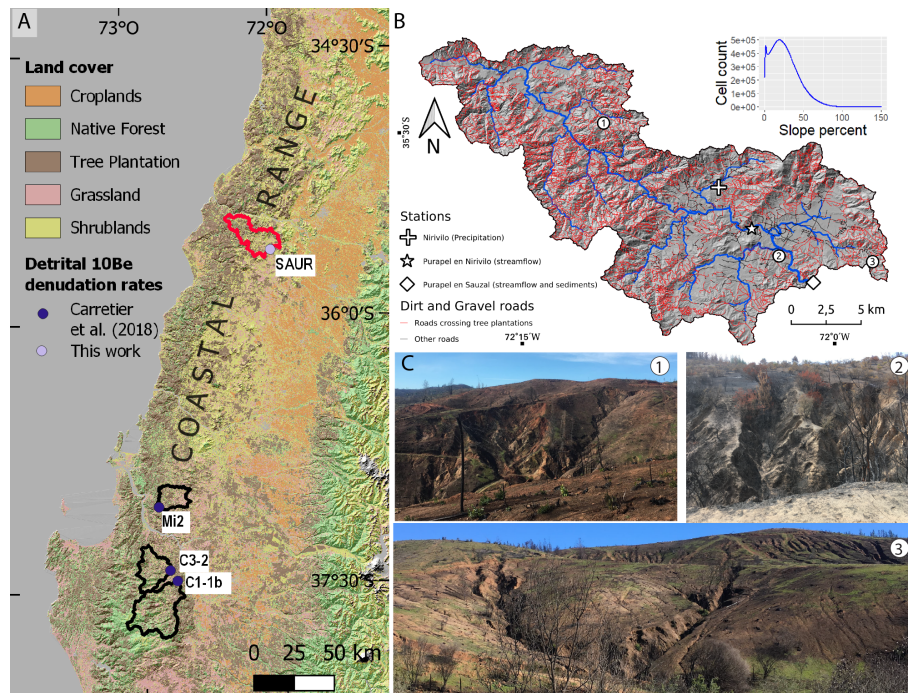 A
73°O
72°O
34°30'S
Land cover
Croplands
Native Forest
Tree Plantation
Grassland
Shrublands
Detrital 10Be
denudation rates
Carretier
et al. (2018)
This work
COASTAL RANGE
SAUR
36°0'S
Mi2
C3-2
C1-1b
37°30'S
0 25 50 km
B
5e+05
4e+05
3e+05
2e+05
1e+05
0e+00
Cell count
0 50 100 150
Slope percent
35°30'S
N
1
2
3
Stations
Nirivilo (Precipitation)
Purapel en Nirivilo (streamflow)
Purapel en Sauzal (streamflow and sediments)
Dirt and Gravel roads
Roads crossing tree plantations
Other roads
0 2,5 5 km
72°15'W
72°0'W
C
1
2
3